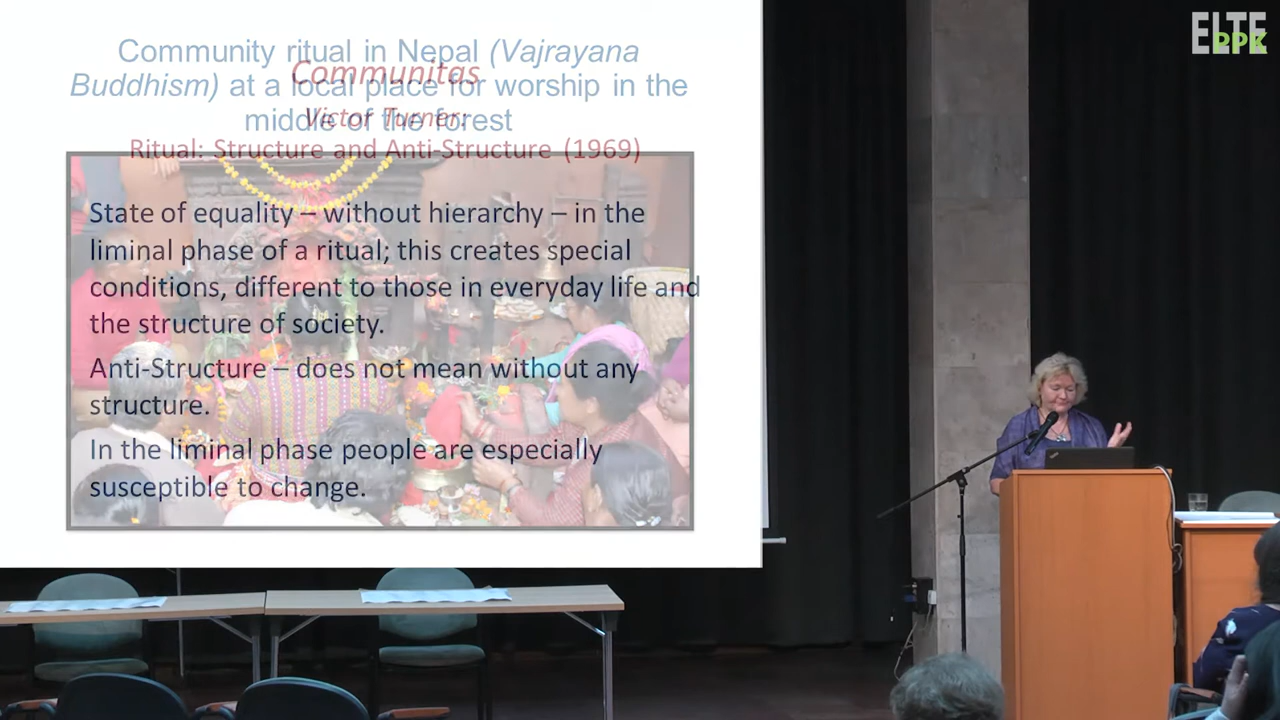 Community ritual in Nepal (Vajrayana
Buddhism) at a local place for worship in the
middle of the forest
Communitas
Victor Turner:
Ritual: Structure and Anti-Structure (1969)
State of equality – without hierarchy – in the
liminal phase of a ritual; this creates special
conditions, different to those in everyday life and
the structure of society.
Anti-Structure – does not mean without any
structure.
In the liminal phase people are especially
susceptible to change.
ELTE
PPK